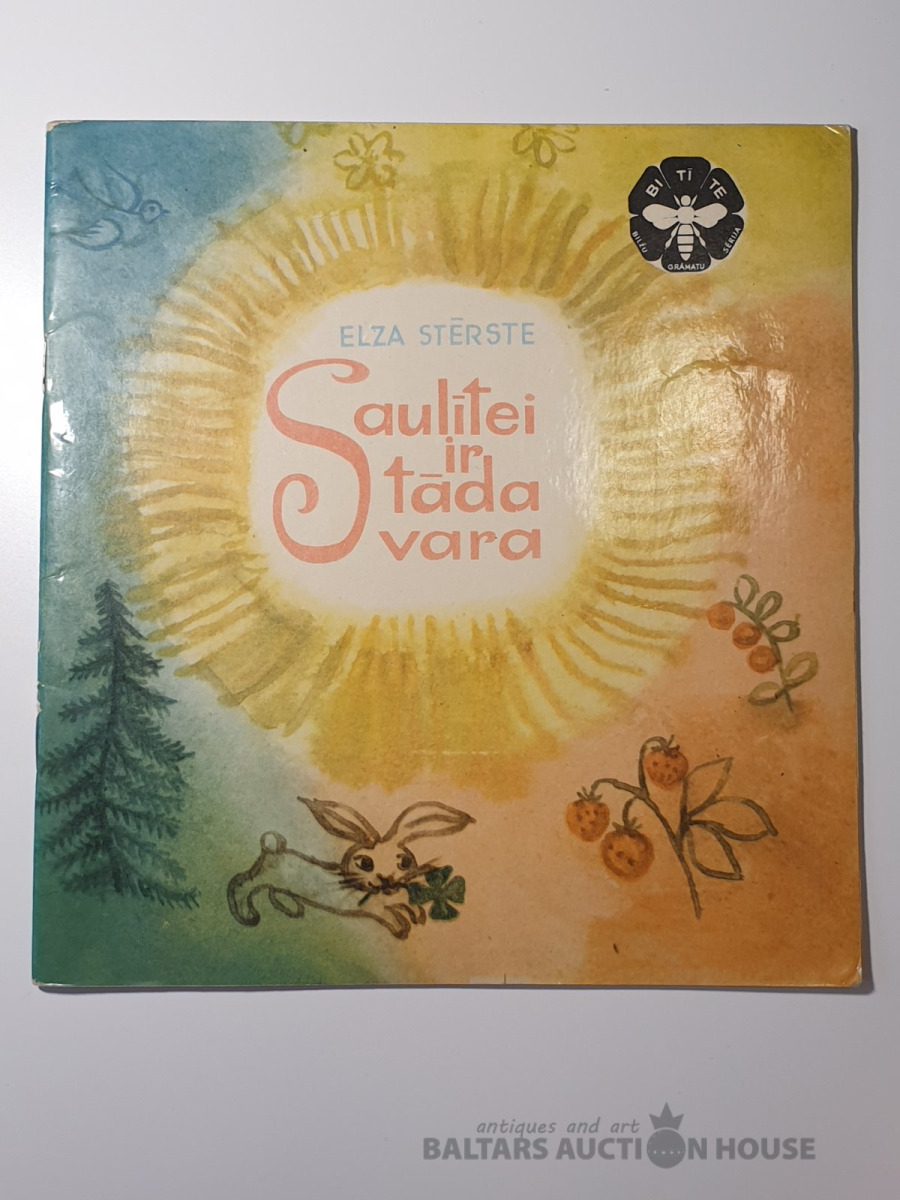 BI TĪ TE
BILŽU GRĀMATU SĒRIJA
ELZA STĒRSTE
Saulītei
ir
tāda
vara
antiques and art
BALTARS AUCTION HOUSE